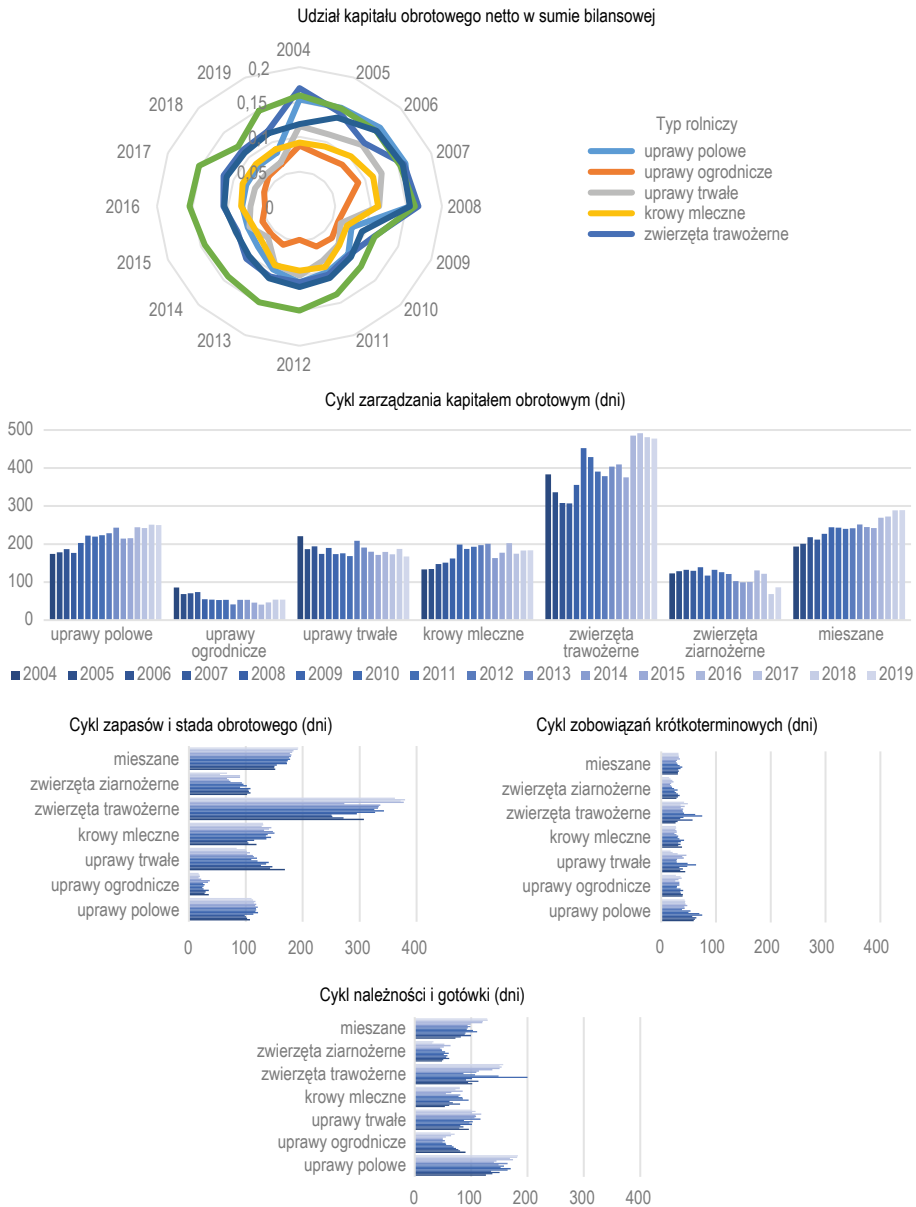 Udział kapitału obrotowego netto w sumie bilansowej
2004
2005
2006
2007
2008
2009
2010
2011
2012
2013
2014
2015
2016
2017
2018
2019
0,2
0,15
0,1
0,05
0
Typ rolniczy
uprawy polowe
uprawy ogrodnicze
uprawy trwałe
krowy mleczne
zwierzęta trawożerne
Cykl zarządzania kapitałem obrotowym (dni)
500
400
300
200
100
0
uprawy polowe
uprawy
ogrodnicze
uprawy trwałe
krowy mleczne
zwierzęta
trawożerne
zwierzęta
ziarnożerne
mieszane
2004 2005 2006 2007 2008 2009 2010 2011 2012 2013 2014 2015 2016 2017 2018 2019
Cykl zapasów i stada obrotowego (dni)
mieszane
zwierzęta ziarnożerne
zwierzęta trawożerne
krowy mleczne
uprawy trwałe
uprawy ogrodnicze
uprawy polowe
0 100 200 300 400
Cykl zobowiązań krótkoterminowych (dni)
mieszane
zwierzęta ziarnożerne
zwierzęta trawożerne
krowy mleczne
uprawy trwałe
uprawy ogrodnicze
uprawy polowe
0 100 200 300 400
Cykl należności i gotówki (dni)
mieszane
zwierzęta ziarnożerne
zwierzęta trawożerne
krowy mleczne
uprawy trwałe
uprawy ogrodnicze
uprawy polowe
0 100 200 300 400